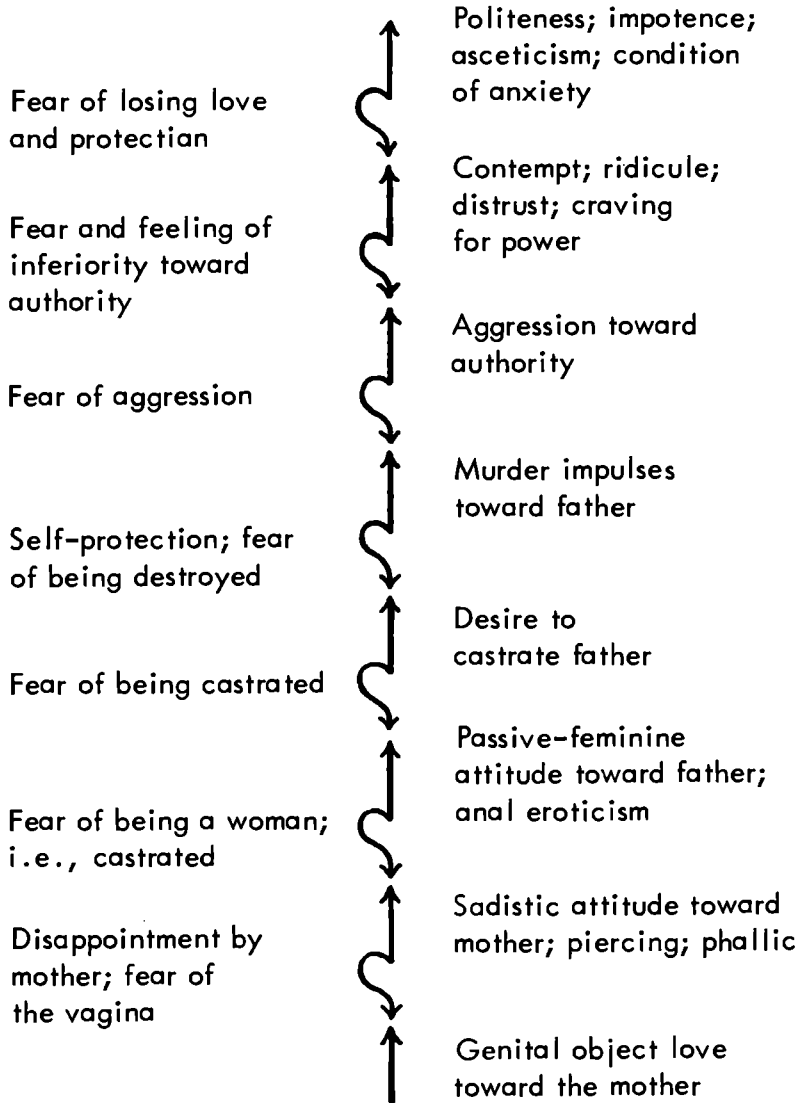 Politeness; impotence;
asceticism; condition
of anxiety
Fear of losing love
and protection
Contempt; ridicule;
distrust; craving
for power
Fear and feeling of
inferiority toward
authority
Aggression toward
authority
Fear of aggression
Murder impulses
toward father
Self-protection; fear
of being destroyed
Desire to
castrate father
Fear of being castrated
Passive-feminine
attitude toward father;
anal eroticism
Fear of being a woman;
i.e., castrated
Sadistic attitude toward
mother; piercing; phallic
Disappointment by
mother; fear of
the vagina
Genital object love
toward the mother